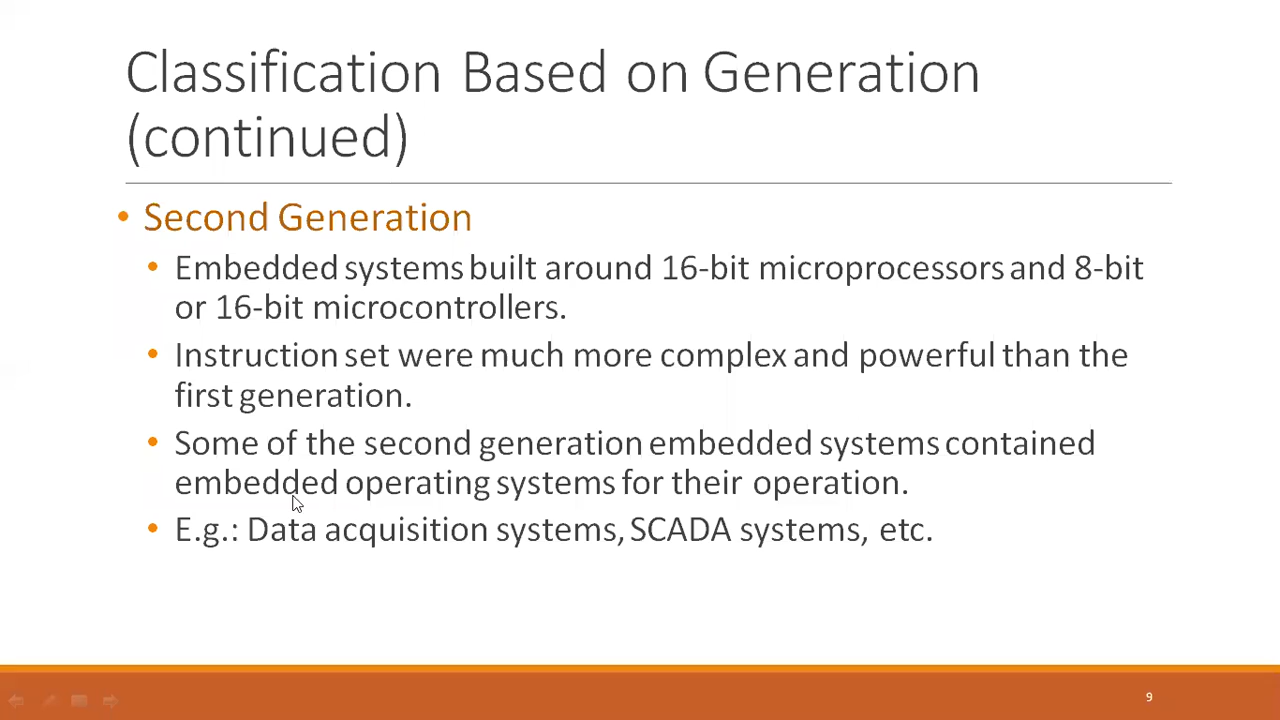 Classification Based on Generation
(continued)
• Second Generation
• Embedded systems built around 16-bit microprocessors and 8-bit
or 16-bit microcontrollers.
• Instruction set were much more complex and powerful than the
first generation.
• Some of the second generation embedded systems contained
embedded operating systems for their operation.
• E.g.: Data acquisition systems, SCADA systems, etc.
9